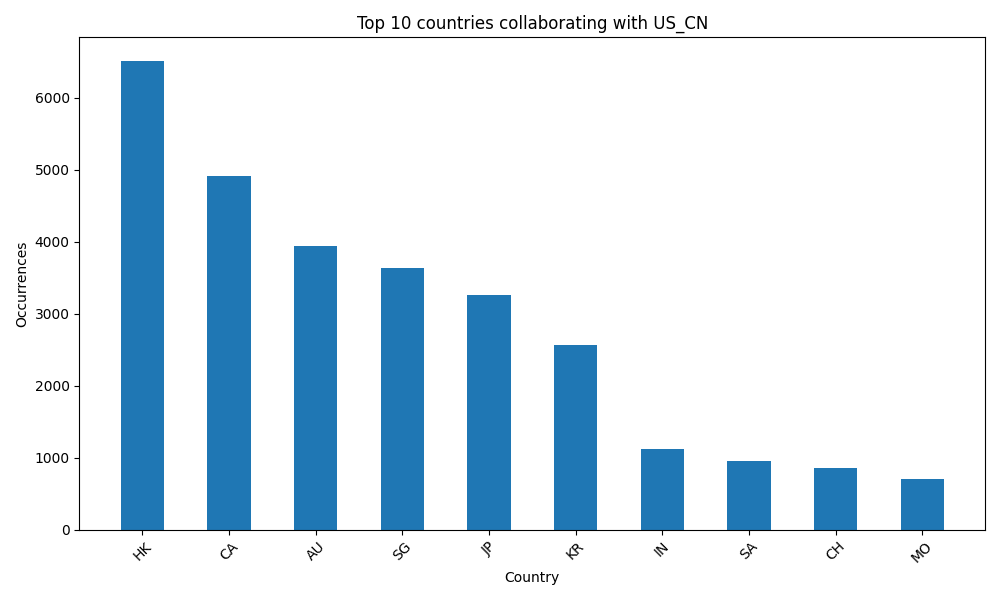 Top 10 countries collaborating with US_CN
Occurrences
6000
5000
4000
3000
2000
1000
0
HK CA AU SG JP KR IN SA CH MO
Country